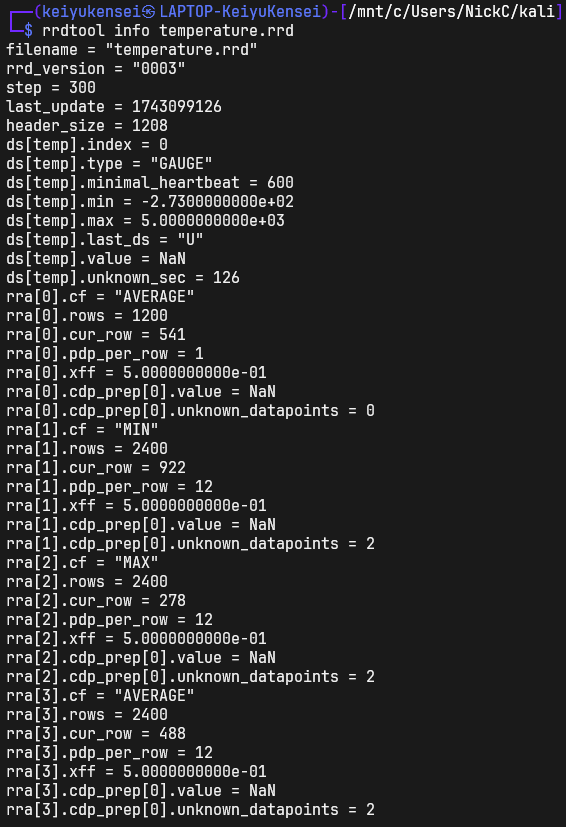 ┌──(keiyukensei㉿LAPTOP-KeiyuKensei)-[/mnt/c/Users/NickC/kali]
└─$ rrdtool info temperature.rrd
filename = "temperature.rrd"
rrd_version = "0003"
step = 300
last_update = 1743099126
header_size = 1208
ds[temp].index = 0
ds[temp].type = "GAUGE"
ds[temp].minimal_heartbeat = 600
ds[temp].min = -2.7300000000e+02
ds[temp].max = 5.0000000000e+03
ds[temp].last_ds = "U"
ds[temp].value = NaN
ds[temp].unknown_sec = 126
rra[0].cf = "AVERAGE"
rra[0].rows = 1200
rra[0].cur_row = 541
rra[0].pdp_per_row = 1
rra[0].xff = 5.0000000000e-01
rra[0].cdp_prep[0].value = NaN
rra[0].cdp_prep[0].unknown_datapoints = 0
rra[1].cf = "MIN"
rra[1].rows = 2400
rra[1].cur_row = 922
rra[1].pdp_per_row = 12
rra[1].xff = 5.0000000000e-01
rra[1].cdp_prep[0].value = NaN
rra[1].cdp_prep[0].unknown_datapoints = 2
rra[2].cf = "MAX"
rra[2].rows = 2400
rra[2].cur_row = 278
rra[2].pdp_per_row = 12
rra[2].xff = 5.0000000000e-01
rra[2].cdp_prep[0].value = NaN
rra[2].cdp_prep[0].unknown_datapoints = 2
rra[3].cf = "AVERAGE"
rra[3].rows = 2400
rra[3].cur_row = 488
rra[3].pdp_per_row = 12
rra[3].xff = 5.0000000000e-01
rra[3].cdp_prep[0].value = NaN
rra[3].cdp_prep[0].unknown_datapoints = 2